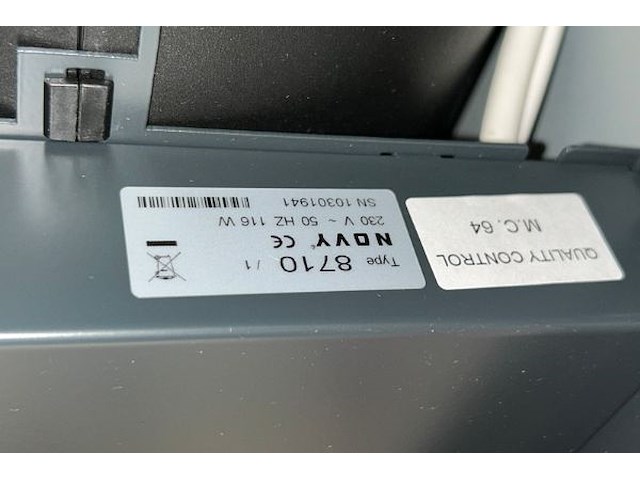 Type 8710 / 1
NOVY® CE
230 V ~ 50 HZ 116 W
SN 10301941
QUALITY CONTROL
M.C. 64